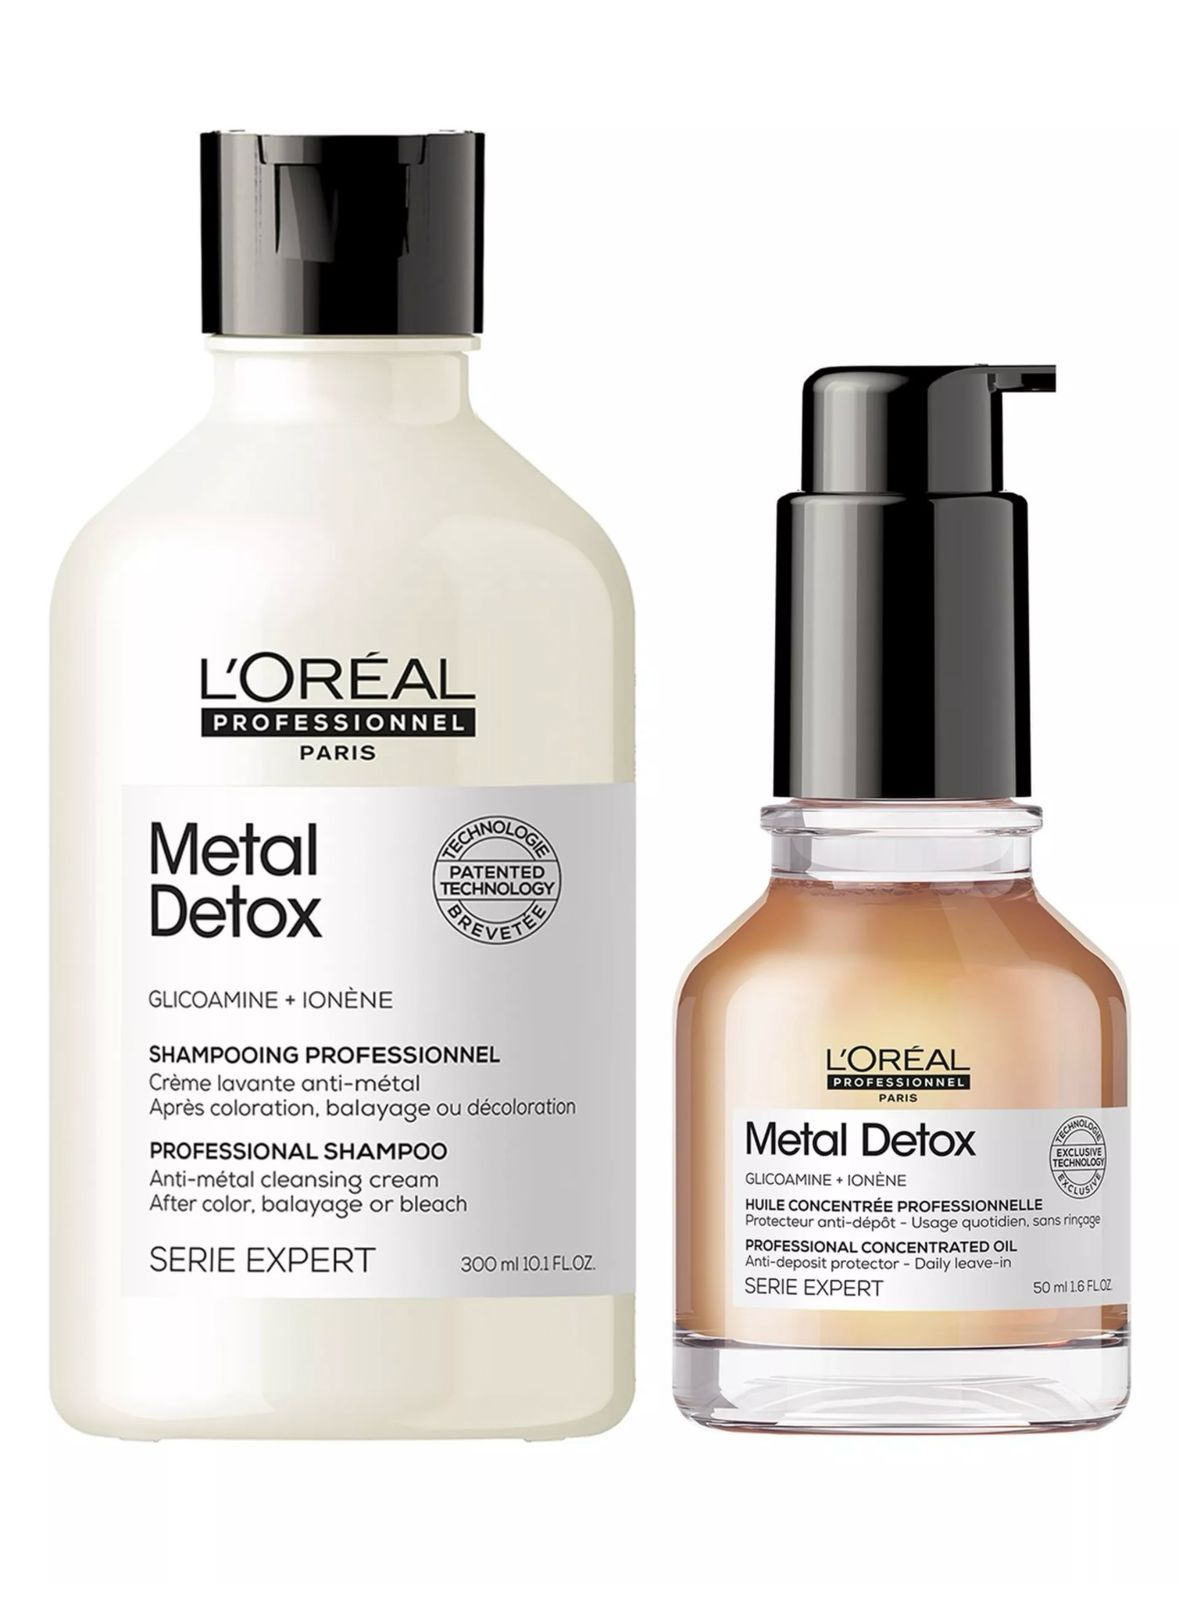 L'ORÉAL
PROFESSIONNEL
PARIS
Metal
Detox
TECHNOLOGIE
PATENTED
TECHNOLOGY
BREVETÉE
GLICOAMINE + IONÈNE
SHAMPOOING PROFESSIONNEL
Crème lavante anti-métal
Après coloration, balayage ou décoloration
PROFESSIONAL SHAMPOO
Anti-métal cleansing cream
After color, balayage or bleach
SERIE EXPERT
300 ml 10.1 FL.OZ.
L'ORÉAL
PROFESSIONNEL
PARIS
Metal Detox
TECHNOLOGIE
EXCLUSIVE
TECHNOLOGY
EXCLUSIVE
GLICOAMINE + IONÈNE
HUILE CONCENTRÉE PROFESSIONNELLE
Protecteur anti-dépôt - Usage quotidien, sans rinçage
PROFESSIONAL CONCENTRATED OIL
Anti-deposit protector - Daily leave-in
SERIE EXPERT
50 ml 1.6 FL.OZ.